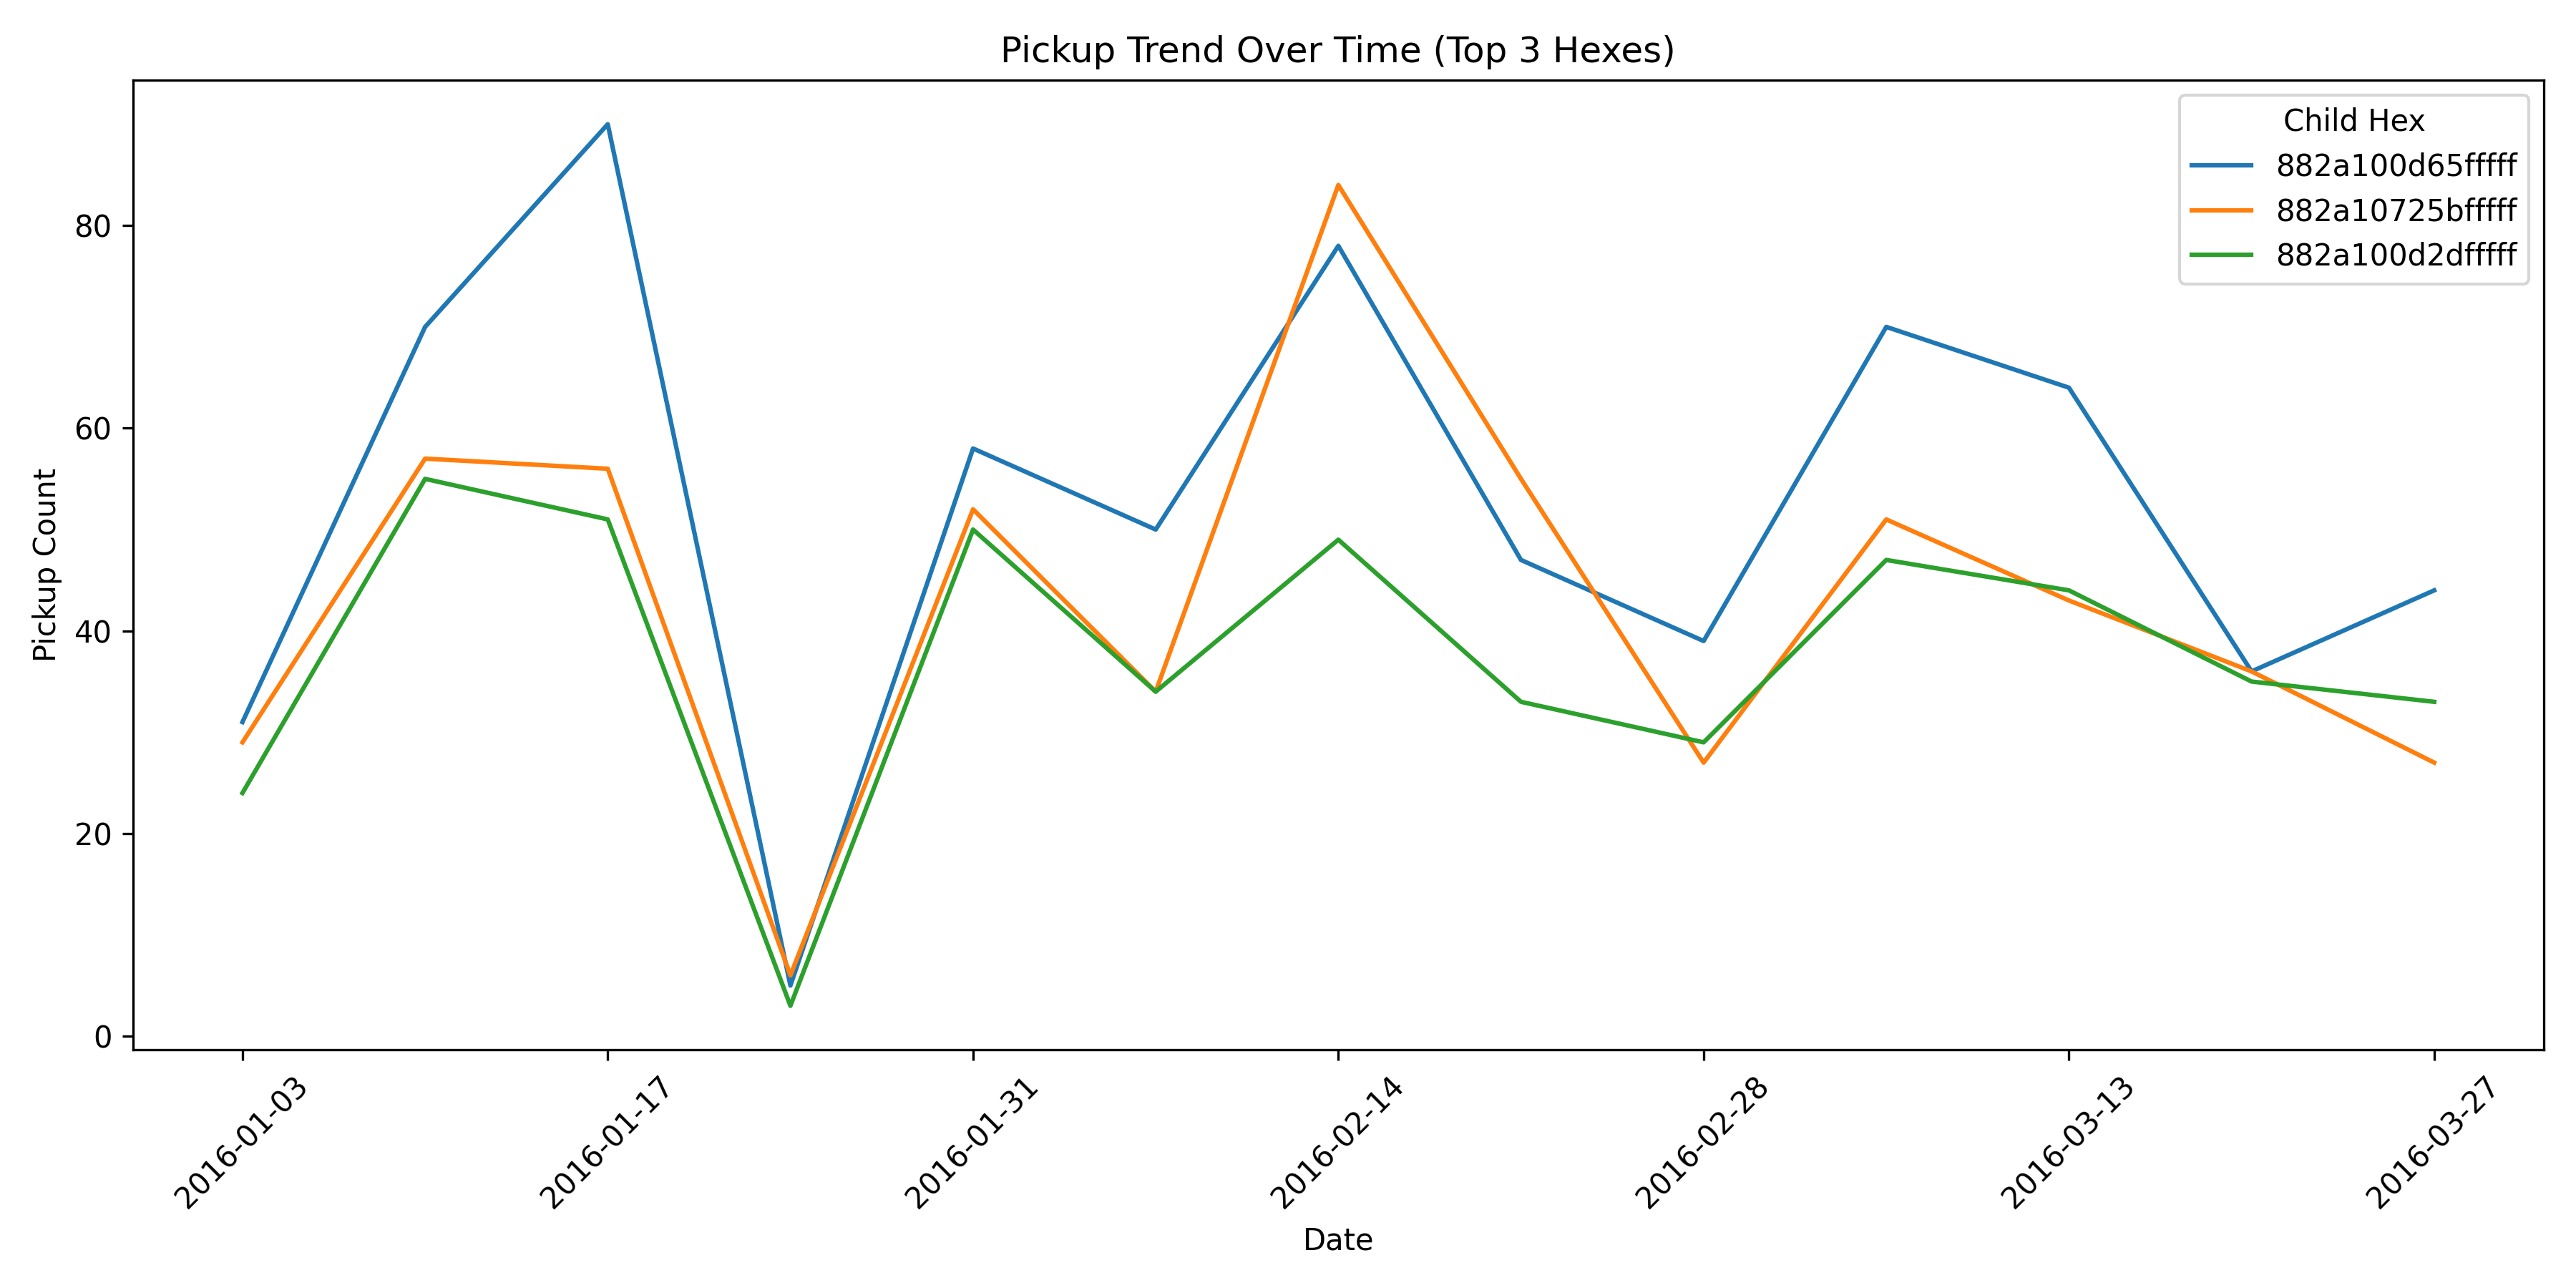 Pickup Trend Over Time (Top 3 Hexes)
Child Hex
882a100d65fffff
882a10725bfffff
882a100d2dfffff
Pickup Count
80
60
40
20
0
2016-01-03
2016-01-17
2016-01-31
2016-02-14
2016-02-28
2016-03-13
2016-03-27
Date